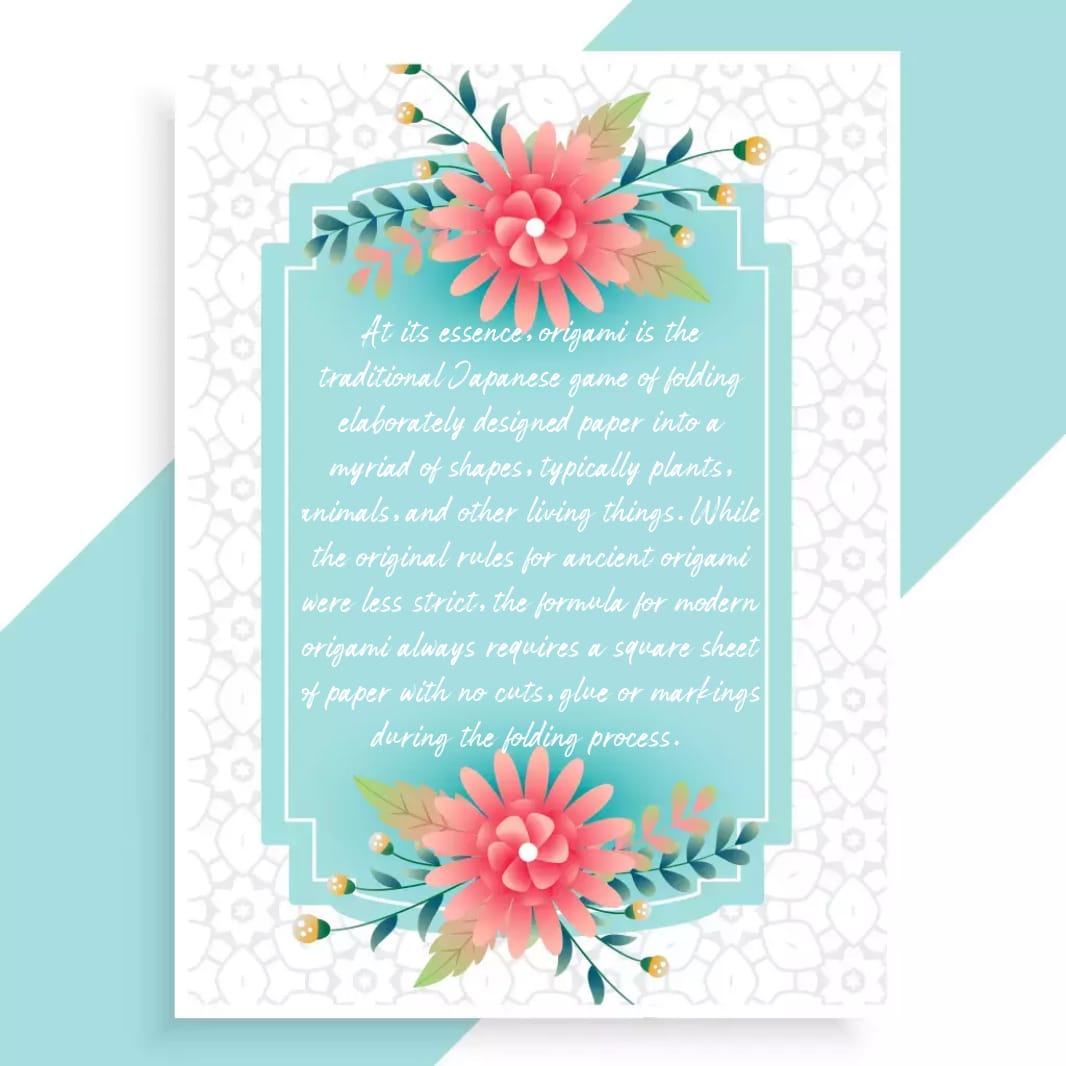 At its essence, origami is the
traditional Japanese game of folding
elaborately designed paper into a
myriad of shapes, typically plants,
animals, and other living things. While
the original rules for ancient origami
were less strict, the formula for modern
origami always requires a square sheet
of paper with no cuts, glue or markings
during the folding process.